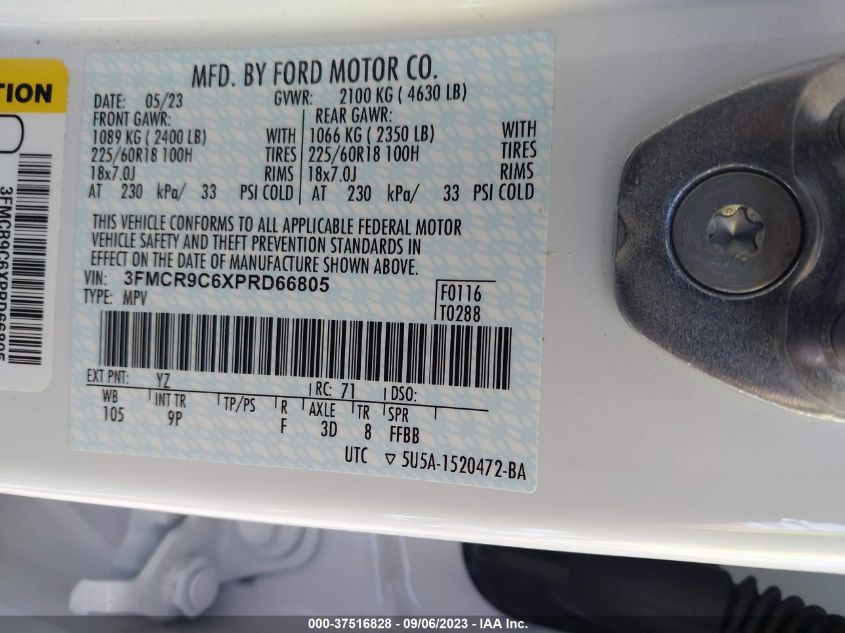 MFD. BY FORD MOTOR CO.
DATE: 05/23 GVWR: 2100 KG ( 4630 LB)
FRONT GAWR: REAR GAWR:
1089 KG ( 2400 LB) WITH 1066 KG ( 2350 LB) WITH
225/60R18 100H TIRES 225/60R18 100H TIRES
18x7.0J RIMS 18x7.0J RIMS
AT 230 kPa/ 33 PSI COLD AT 230 kPa/ 33 PSI COLD
THIS VEHICLE CONFORMS TO ALL APPLICABLE FEDERAL MOTOR
VEHICLE SAFETY AND THEFT PREVENTION STANDARDS IN
EFFECT ON THE DATE OF MANUFACTURE SHOWN ABOVE.
VIN: 3FMCR9C6XPRD66805 F0116
TYPE: MPV T0288
EXT PNT: YZ RC: 71 DSO:
WB INT TR TP/PS R AXLE TR SPR
105 9P F 3D 8 FFBB
UTC ▽ 5U5A-1520472-BA
TION
3FMCR9C6XPRD66805
000-37516828 - 09/06/2023 - IAA Inc.